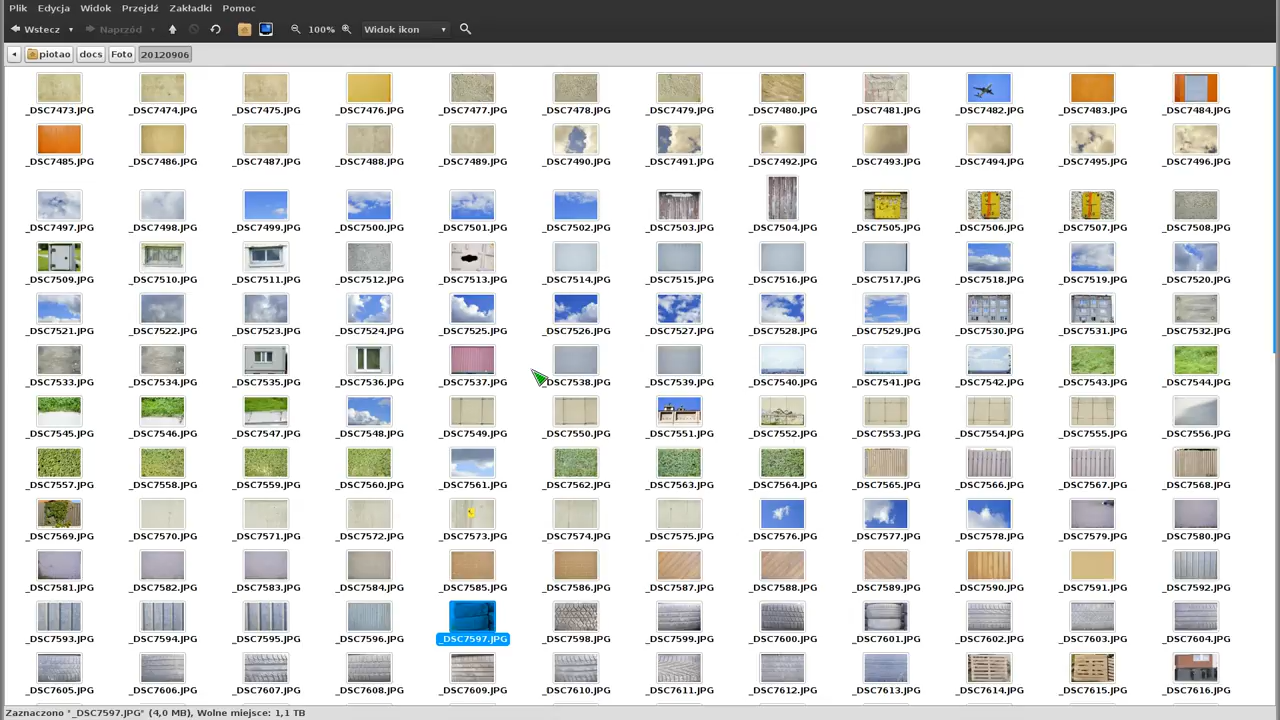 Plik Edycja Widok Przejdź Zakładki Pomoc
Wstecz Naprzód 100% Widok ikon
piotao docs Foto 20120906
_DSC7473.JPG _DSC7474.JPG _DSC7475.JPG _DSC7476.JPG _DSC7477.JPG _DSC7478.JPG _DSC7479.JPG _DSC7480.JPG _DSC7481.JPG _DSC7482.JPG _DSC7483.JPG _DSC7484.JPG
_DSC7485.JPG _DSC7486.JPG _DSC7487.JPG _DSC7488.JPG _DSC7489.JPG _DSC7490.JPG _DSC7491.JPG _DSC7492.JPG _DSC7493.JPG _DSC7494.JPG _DSC7495.JPG _DSC7496.JPG
_DSC7497.JPG _DSC7498.JPG _DSC7499.JPG _DSC7500.JPG _DSC7501.JPG _DSC7502.JPG _DSC7503.JPG _DSC7504.JPG _DSC7505.JPG _DSC7506.JPG _DSC7507.JPG _DSC7508.JPG
_DSC7509.JPG _DSC7510.JPG _DSC7511.JPG _DSC7512.JPG _DSC7513.JPG _DSC7514.JPG _DSC7515.JPG _DSC7516.JPG _DSC7517.JPG _DSC7518.JPG _DSC7519.JPG _DSC7520.JPG
_DSC7521.JPG _DSC7522.JPG _DSC7523.JPG _DSC7524.JPG _DSC7525.JPG _DSC7526.JPG _DSC7527.JPG _DSC7528.JPG _DSC7529.JPG _DSC7530.JPG _DSC7531.JPG _DSC7532.JPG
_DSC7533.JPG _DSC7534.JPG _DSC7535.JPG _DSC7536.JPG _DSC7537.JPG _DSC7538.JPG _DSC7539.JPG _DSC7540.JPG _DSC7541.JPG _DSC7542.JPG _DSC7543.JPG _DSC7544.JPG
_DSC7545.JPG _DSC7546.JPG _DSC7547.JPG _DSC7548.JPG _DSC7549.JPG _DSC7550.JPG _DSC7551.JPG _DSC7552.JPG _DSC7553.JPG _DSC7554.JPG _DSC7555.JPG _DSC7556.JPG
_DSC7557.JPG _DSC7558.JPG _DSC7559.JPG _DSC7560.JPG _DSC7561.JPG _DSC7562.JPG _DSC7563.JPG _DSC7564.JPG _DSC7565.JPG _DSC7566.JPG _DSC7567.JPG _DSC7568.JPG
_DSC7569.JPG _DSC7570.JPG _DSC7571.JPG _DSC7572.JPG _DSC7573.JPG _DSC7574.JPG _DSC7575.JPG _DSC7576.JPG _DSC7577.JPG _DSC7578.JPG _DSC7579.JPG _DSC7580.JPG
_DSC7581.JPG _DSC7582.JPG _DSC7583.JPG _DSC7584.JPG _DSC7585.JPG _DSC7586.JPG _DSC7587.JPG _DSC7588.JPG _DSC7589.JPG _DSC7590.JPG _DSC7591.JPG _DSC7592.JPG
_DSC7593.JPG _DSC7594.JPG _DSC7595.JPG _DSC7596.JPG _DSC7597.JPG _DSC7598.JPG _DSC7599.JPG _DSC7600.JPG _DSC7601.JPG _DSC7602.JPG _DSC7603.JPG _DSC7604.JPG
_DSC7605.JPG _DSC7606.JPG _DSC7607.JPG _DSC7608.JPG _DSC7609.JPG _DSC7610.JPG _DSC7611.JPG _DSC7612.JPG _DSC7613.JPG _DSC7614.JPG _DSC7615.JPG _DSC7616.JPG
Zaznaczono "_DSC7597.JPG" (4,0 MB), Wolne miejsce: 1,1 TB